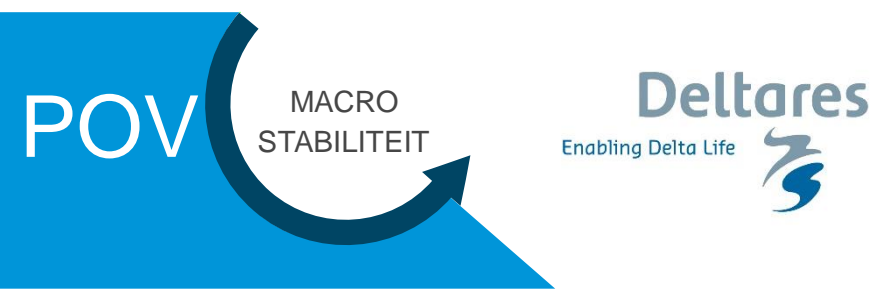 POV
MACRO
STABILITEIT
Deltares
Enabling Delta Life